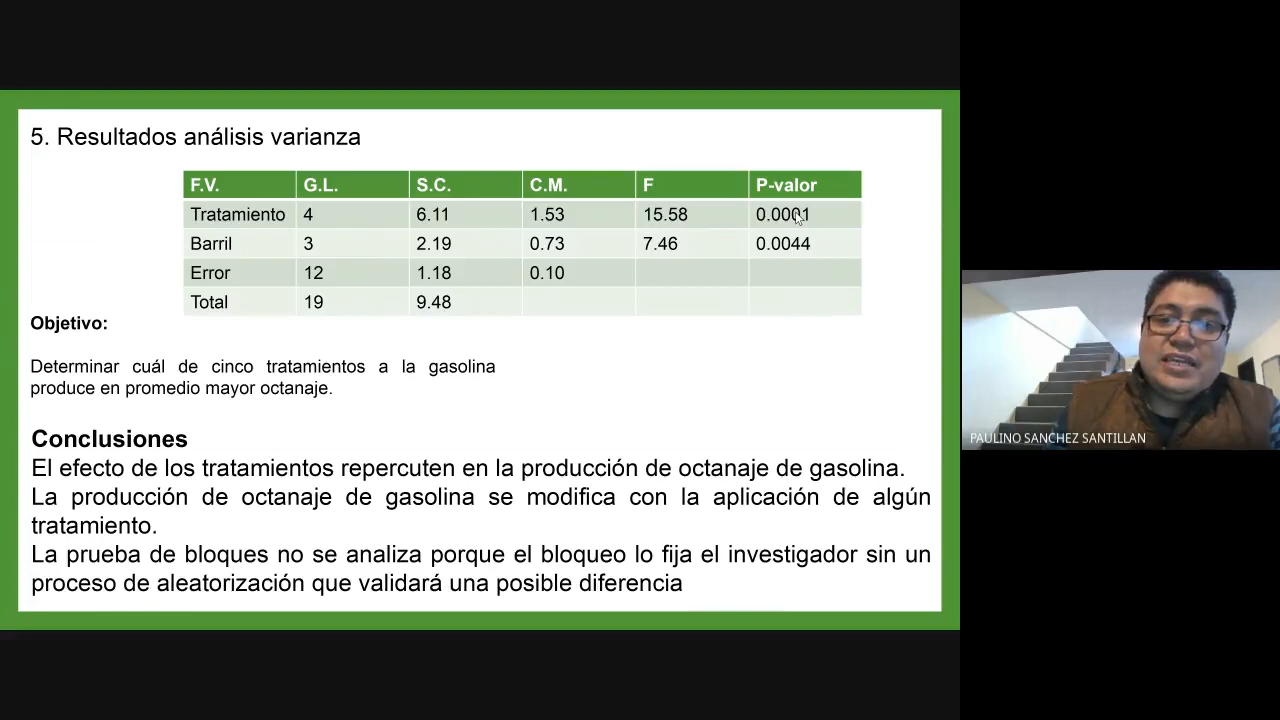 5. Resultados análisis varianza
F.V. G.L. S.C. C.M. F P-valor
Tratamiento 4 6.11 1.53 15.58 0.0001
Barril 3 2.19 0.73 7.46 0.0044
Error 12 1.18 0.10
Total 19 9.48
Objetivo:
Determinar cuál de cinco tratamientos a la gasolina
produce en promedio mayor octanaje.
Conclusiones
El efecto de los tratamientos repercuten en la producción de octanaje de gasolina.
La producción de octanaje de gasolina se modifica con la aplicación de algún
tratamiento.
La prueba de bloques no se analiza porque el bloqueo lo fija el investigador sin un
proceso de aleatorización que validará una posible diferencia
PAULINO SANCHEZ SANTILLAN